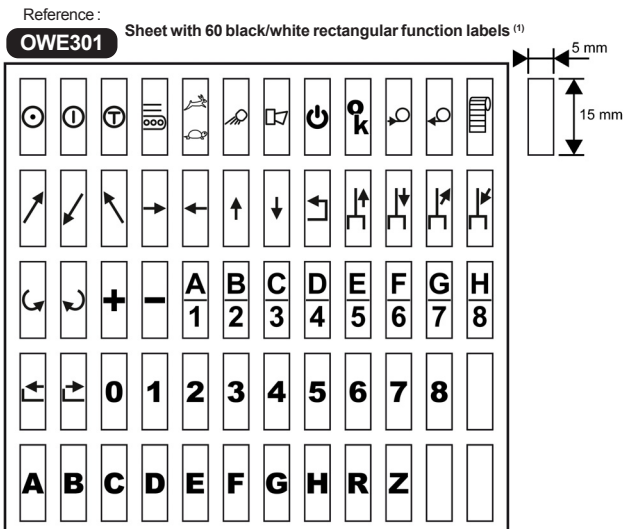 Reference :
OWE301
Sheet with 60 black/white rectangular function labels (1)
5 mm
15 mm
T
ok
+ − A/1 B/2 C/3 D/4 E/5 F/6 G/7 H/8
0 1 2 3 4 5 6 7 8
A B C D E F G H R Z